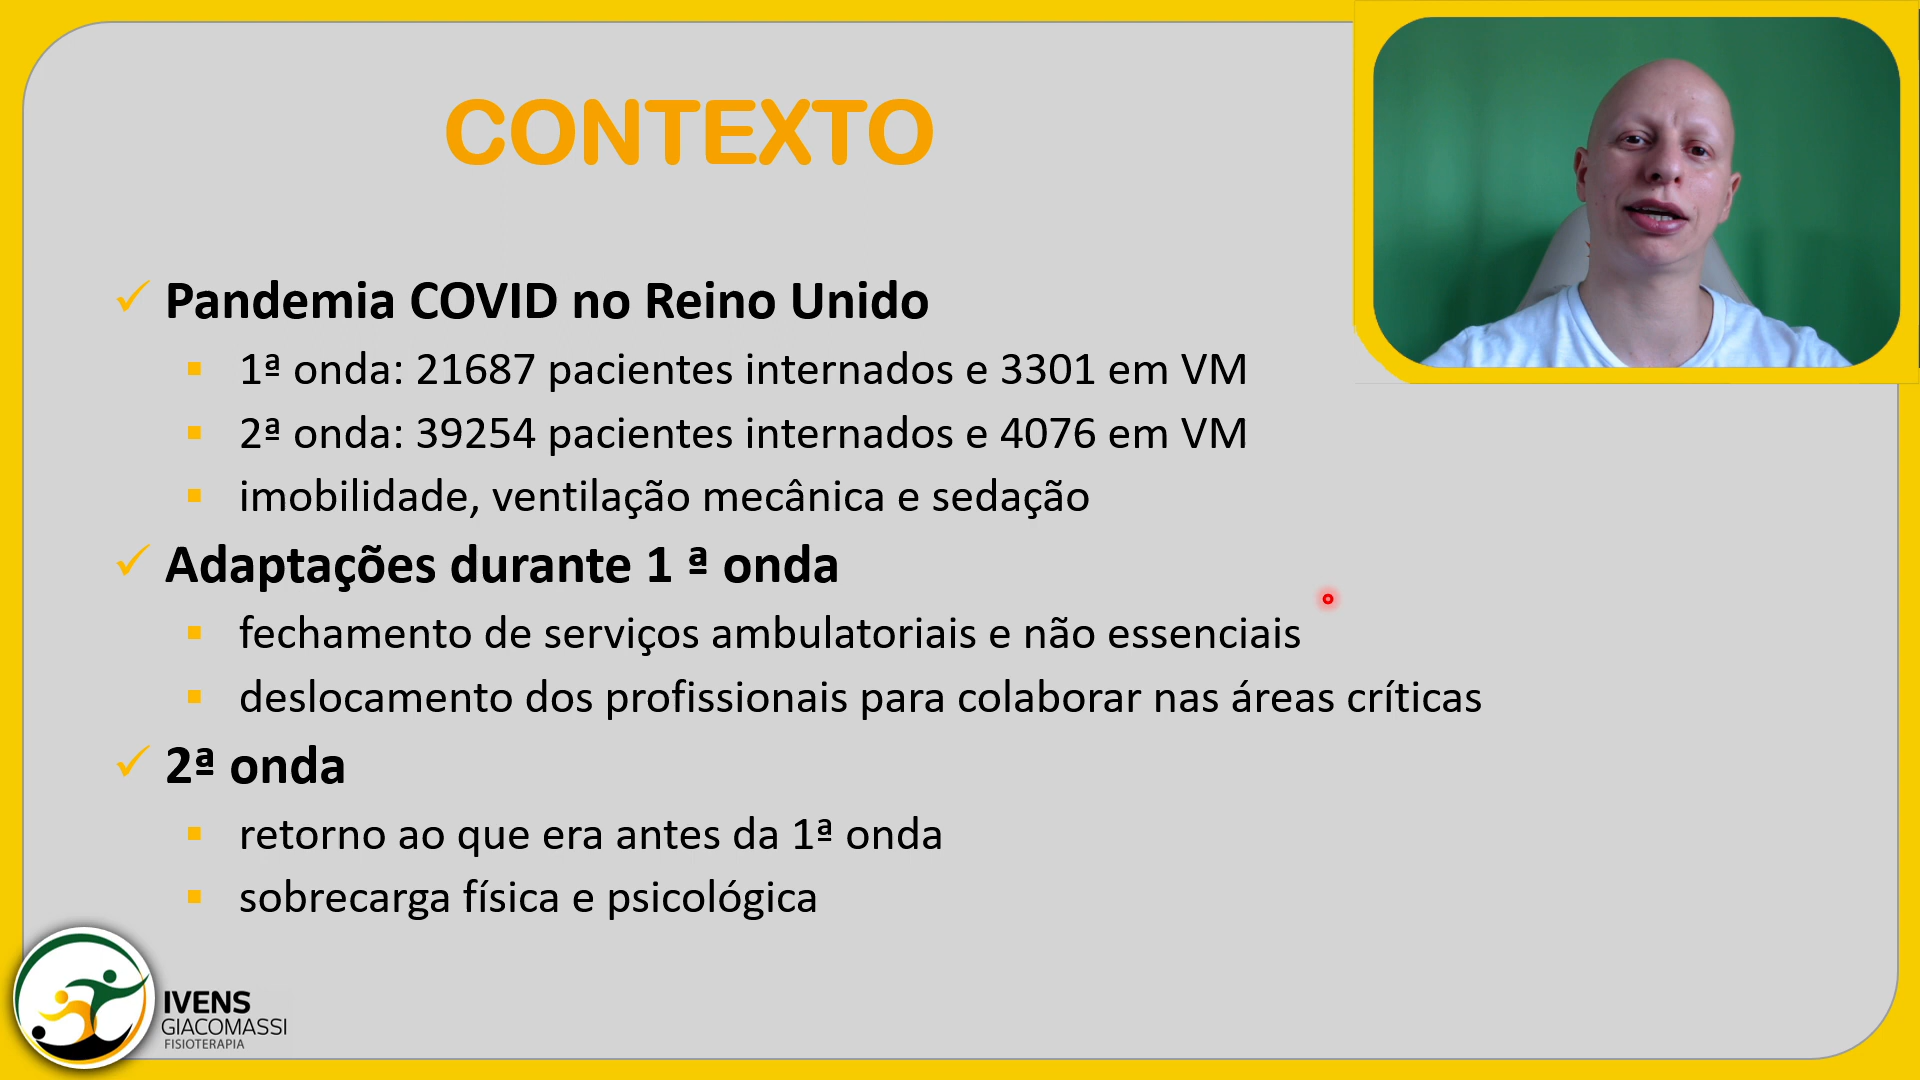 CONTEXTO
Pandemia COVID no Reino Unido
1ª onda: 21687 pacientes internados e 3301 em VM
2ª onda: 39254 pacientes internados e 4076 em VM
imobilidade, ventilação mecânica e sedação
Adaptações durante 1 ª onda
fechamento de serviços ambulatoriais e não essenciais
deslocamento dos profissionais para colaborar nas áreas críticas
2ª onda
retorno ao que era antes da 1ª onda
sobrecarga física e psicológica
IVENS
GIACOMASSI
FISIOTERAPIA